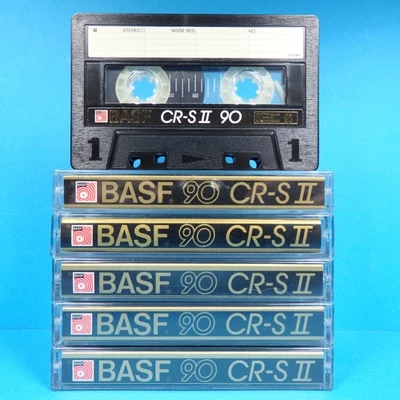 STEREO NOISE RED. NO
50
BASF CR-S II 90
1 1
BASF 90 CR-S II
BASF 90 CR-S II
BASF 90 CR-S II
BASF 90 CR-S II
BASF 90 CR-S II